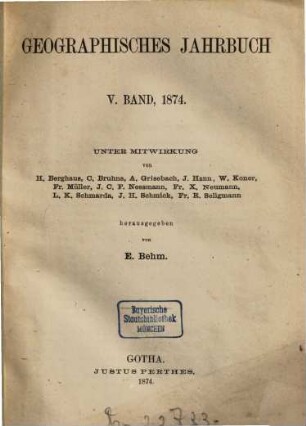 GEOGRAPHISCHES JAHRBUCH
V. BAND, 1874.
UNTER MITWIRKUNG
von
H. Berghaus, C. Bruhns, A. Grisebach, J. Hann, W. Koner,
Fr. Müller, J. C. F. Nessmann, Fr. X. Neumann,
L. K. Schmarda, J. H. Schmick, Fr. R. Seligmann
herausgegeben
von
E. Behm.
Bayerische
Staatsbibliothek
MÜNCHEN
GOTHA.
JUSTUS PERTHES,
1874.